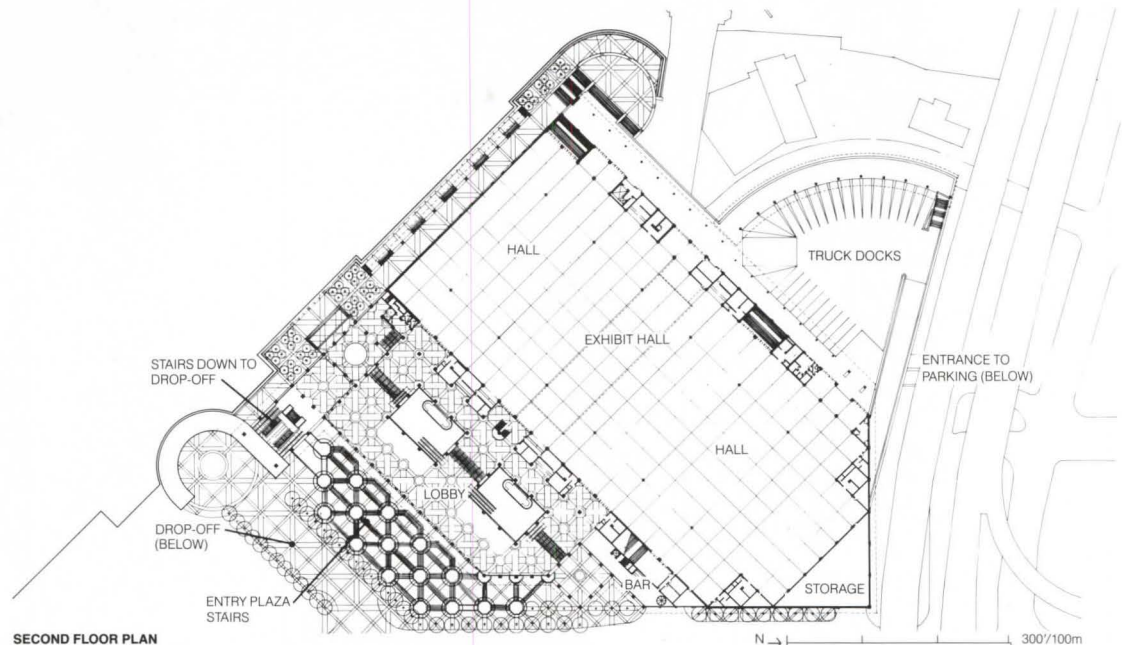 HALL
TRUCK DOCKS
EXHIBIT HALL
STAIRS DOWN TO
DROP-OFF
ENTRANCE TO
PARKING (BELOW)
HALL
LOBBY
DROP-OFF
(BELOW)
ENTRY PLAZA
STAIRS
BAR
STORAGE
SECOND FLOOR PLAN
N
300'/100m